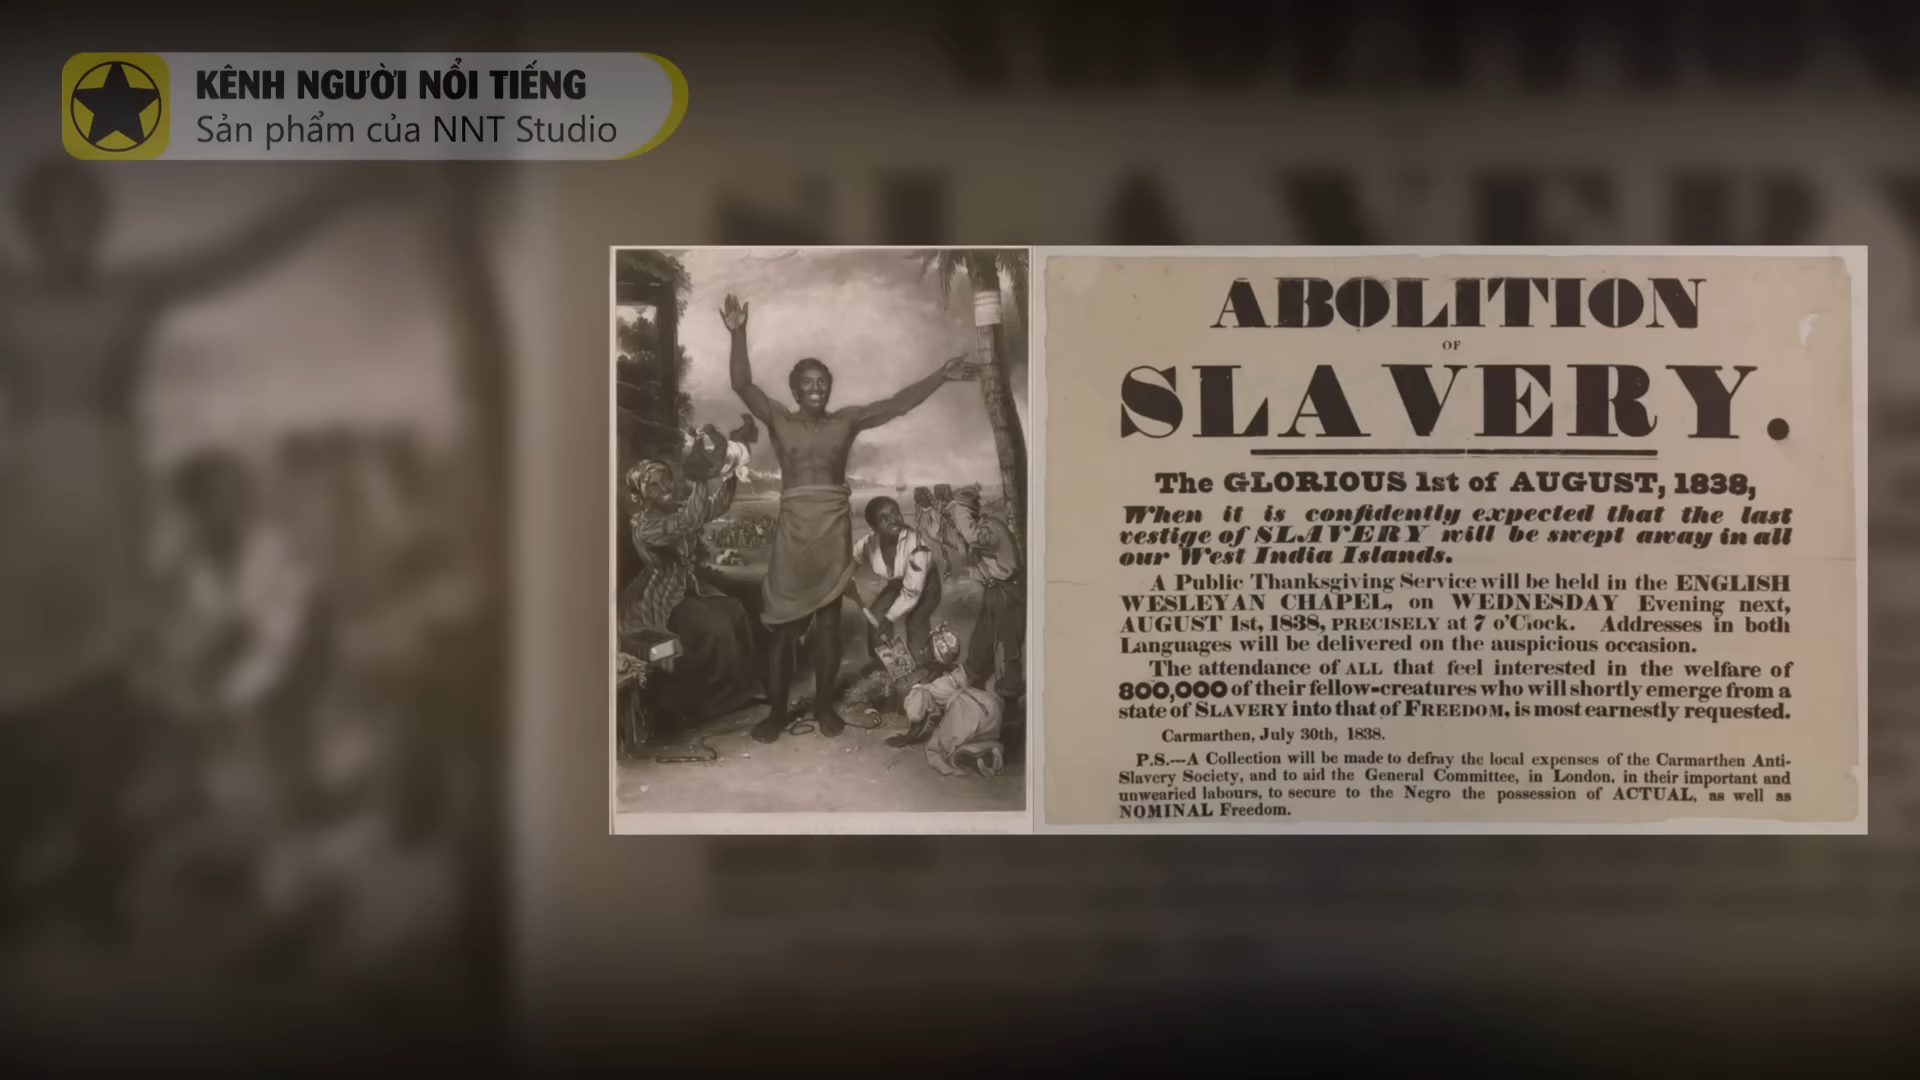 KÊNH NGƯỜI NỔI TIẾNG
Sản phẩm của NNT Studio
ABOLITION
OF
SLAVERY.
The GLORIOUS 1st of AUGUST, 1838,
When it is confidently expected that the last
vestige of SLAVERY will be swept away in all
our West India Islands.
A Public Thanksgiving Service will be held in the ENGLISH
WESLEYAN CHAPEL, on WEDNESDAY Evening next,
AUGUST 1st, 1838, PRECISELY at 7 o'Clock. Addresses in both
Languages will be delivered on the auspicious occasion.
The attendance of ALL that feel interested in the welfare of
800,000 of their fellow-creatures who will shortly emerge from a
state of SLAVERY into that of FREEDOM, is most earnestly requested.
Carmarthen, July 30th, 1838.
P.S.---A Collection will be made to defray the local expenses of the Carmarthen Anti-
Slavery Society, and to aid the General Committee, in London, in their important and
unwearied labours, to secure to the Negro the possession of ACTUAL, as well as
NOMINAL Freedom.